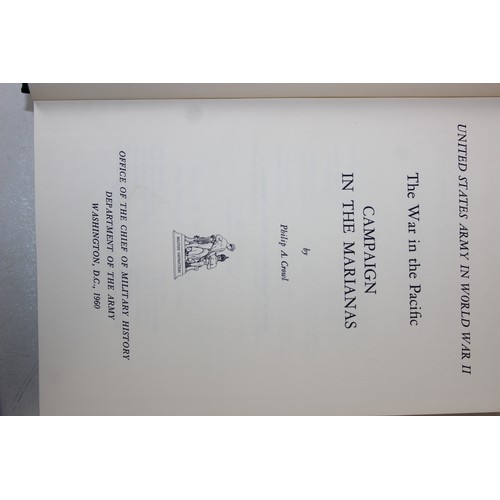 UNITED STATES ARMY IN WORLD WAR II
The War in the Pacific
CAMPAIGN
IN THE MARIANAS
by
Philip A. Crowl
OFFICE OF THE CHIEF OF MILITARY HISTORY
DEPARTMENT OF THE ARMY
WASHINGTON, D.C., 1960